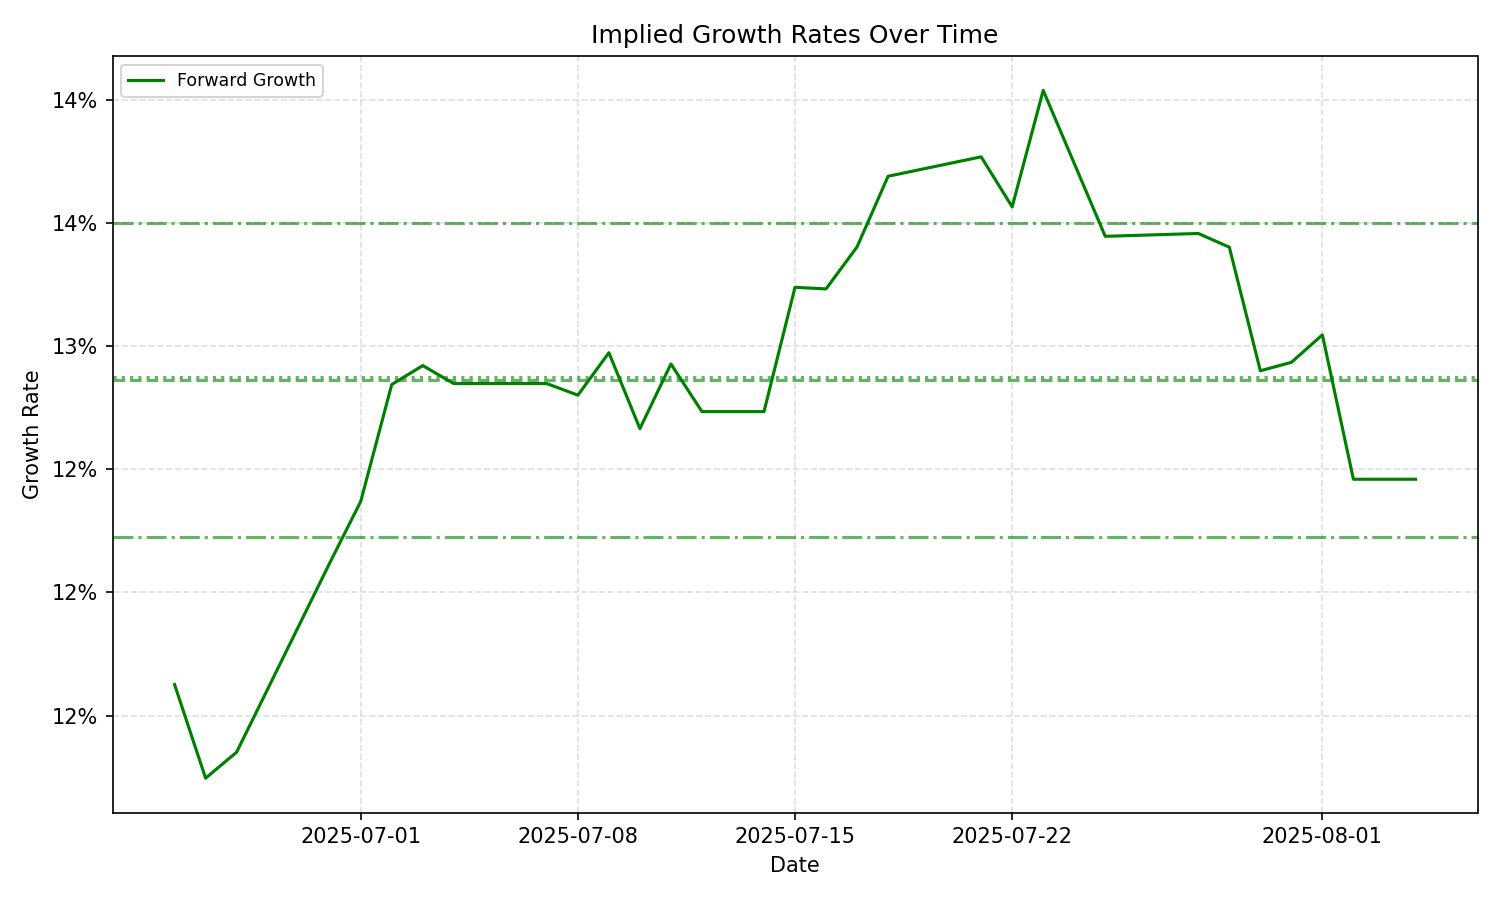 Implied Growth Rates Over Time
Forward Growth
14%
14%
13%
12%
12%
12%
Growth Rate
2025-07-01
2025-07-08
2025-07-15
2025-07-22
2025-08-01
Date